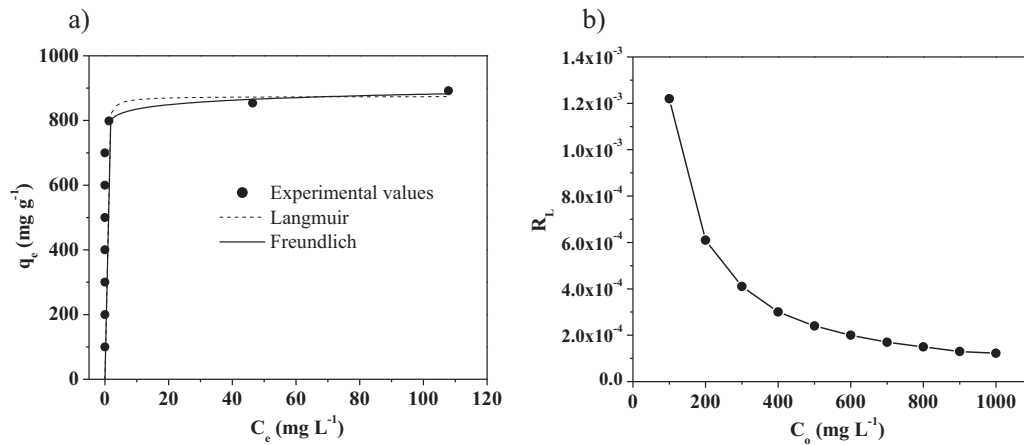 a)
1000
800
600
400
200
0
0 20 40 60 80 100 120
q_e (mg g⁻¹)
C_e (mg L⁻¹)
Experimental values
Langmuir
Freundlich
b)
1.4x10⁻³
1.2x10⁻³
1.0x10⁻³
8.0x10⁻⁴
6.0x10⁻⁴
4.0x10⁻⁴
2.0x10⁻⁴
0.0
0 200 400 600 800 1000
R_L
C_o (mg L⁻¹)